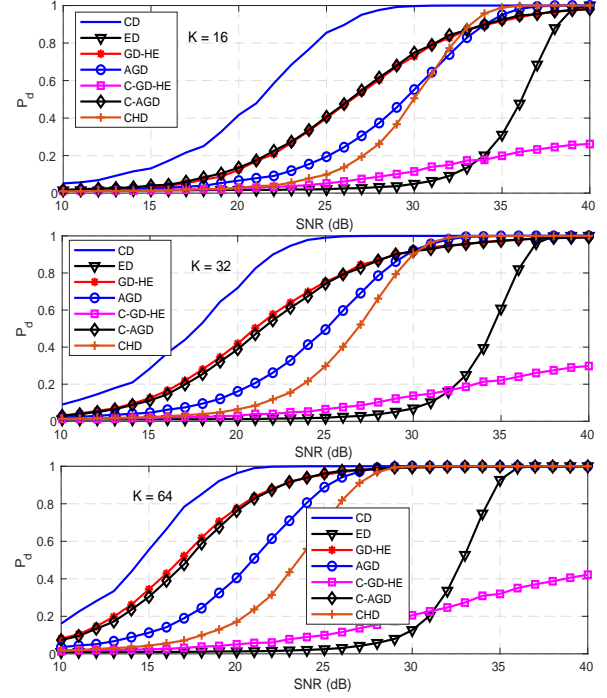 1
0.8
0.6
0.4
0.2
0
P_d
K = 16
CD
ED
GD-HE
AGD
C-GD-HE
C-AGD
CHD
10
15
20
25
30
35
40
SNR (dB)
1
0.8
0.6
0.4
0.2
0
P_d
K = 32
CD
ED
GD-HE
AGD
C-GD-HE
C-AGD
CHD
10
15
20
25
30
35
40
SNR (dB)
1
0.8
0.6
0.4
0.2
0
P_d
K = 64
CD
ED
GD-HE
AGD
C-GD-HE
C-AGD
CHD
10
15
20
25
30
35
40
SNR (dB)